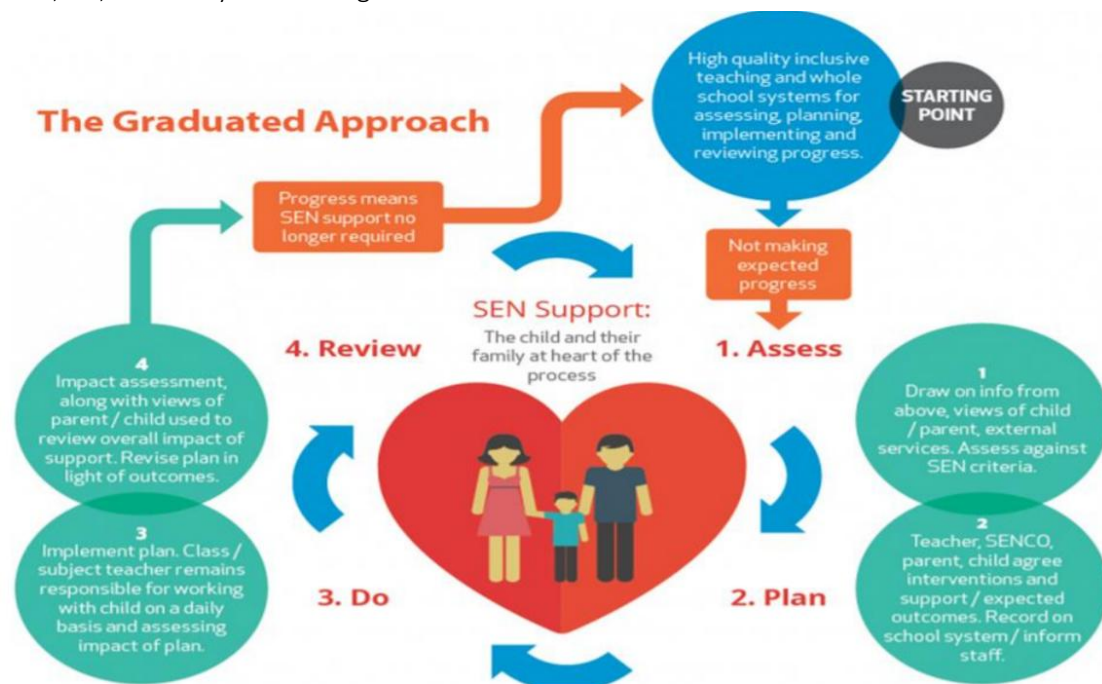 High quality inclusive
teaching and whole
school systems for
assessing, planning,
implementing and
reviewing progress.
STARTING
POINT
The Graduated Approach
Progress means
SEN support no
longer required
Not making
expected
progress
SEN Support:
The child and their
family at heart of the
process
4. Review
1. Assess
4
Impact assessment,
along with views of
parent / child used to
review overall impact of
support. Revise plan in
light of outcomes.
1
Draw on info from
above, views of child
/ parent, external
services. Assess against
SEN criteria.
3
Implement plan. Class /
subject teacher remains
responsible for working
with child on a daily
basis and assessing
impact of plan.
3. Do
2. Plan
2
Teacher, SENCO,
parent, child agree
interventions and
support / expected
outcomes. Record on
school system / inform
staff.